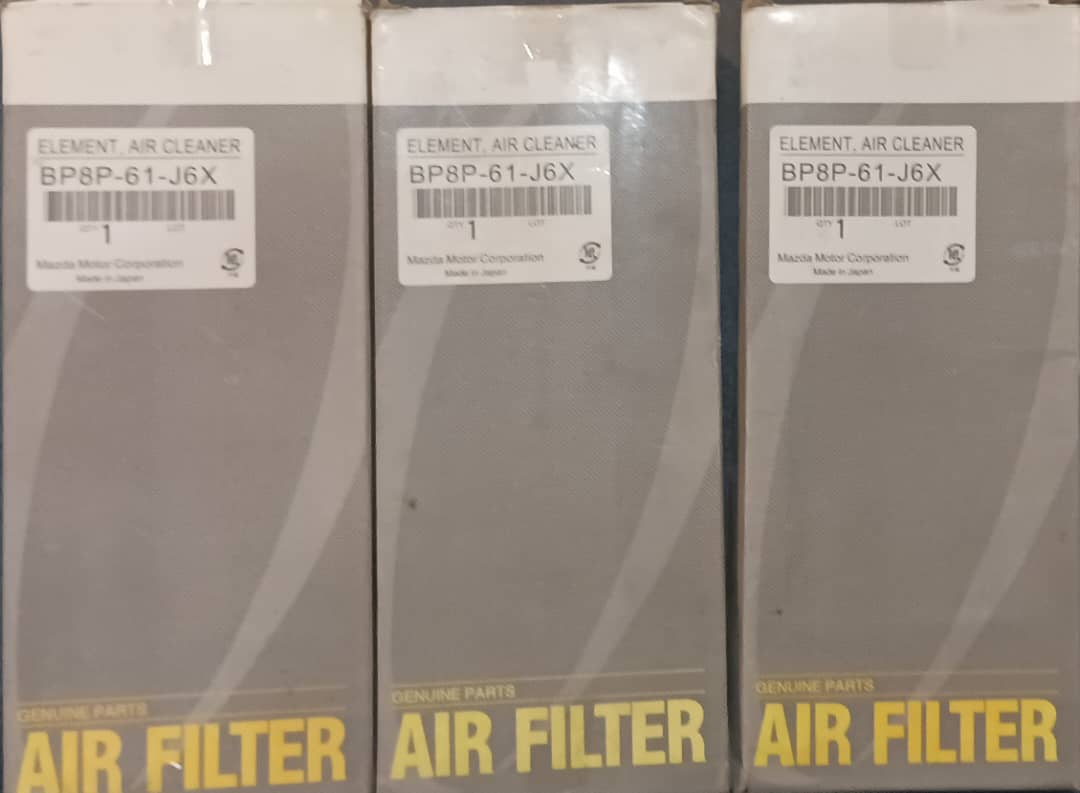 ELEMENT, AIR CLEANER
BP8P-61-J6X
QTY 1 LOT
Mazda Motor Corporation
Made in Japan
GENUINE PARTS
AIR FILTER
ELEMENT, AIR CLEANER
BP8P-61-J6X
QTY 1 LOT
Mazda Motor Corporation
Made in Japan
GENUINE PARTS
AIR FILTER
ELEMENT, AIR CLEANER
BP8P-61-J6X
QTY 1 LOT
Mazda Motor Corporation
Made in Japan
GENUINE PARTS
AIR FILTER